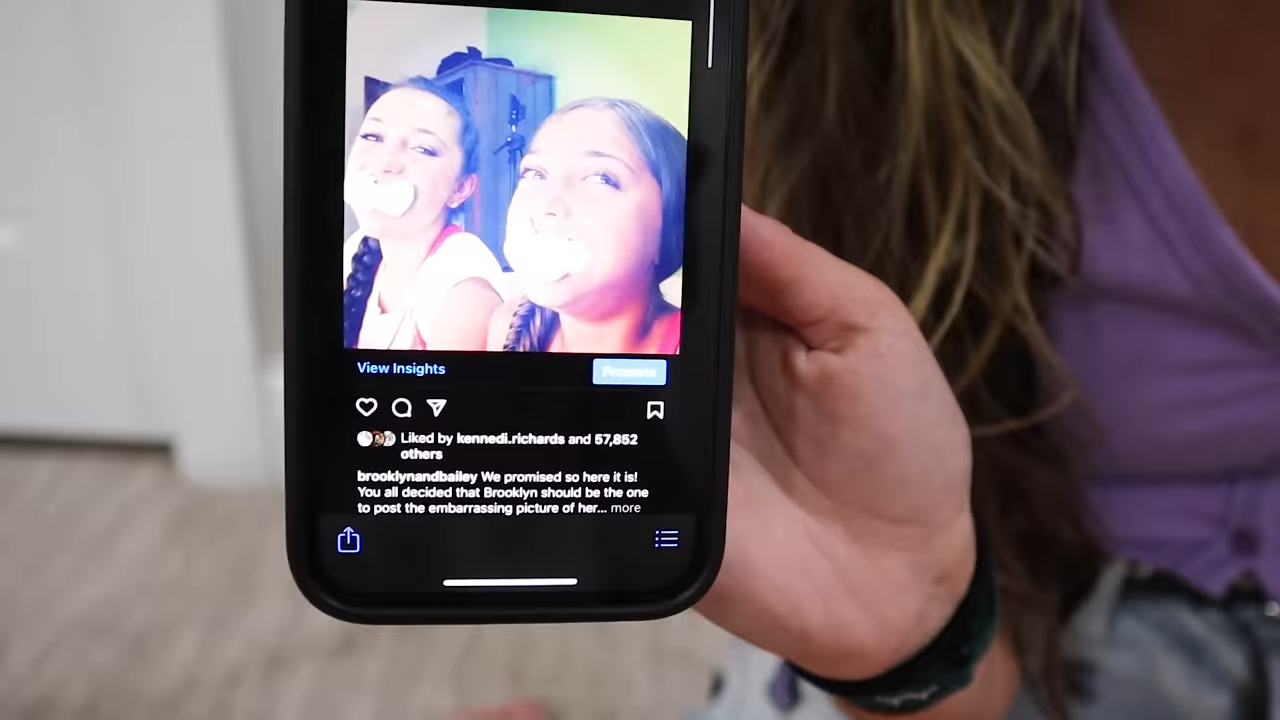 View Insights
Promote
Liked by kennedi.richards and 57,852
others
brooklynandbailey We promised so here it is!
You all decided that Brooklyn should be the one
to post the embarrassing picture of her... more